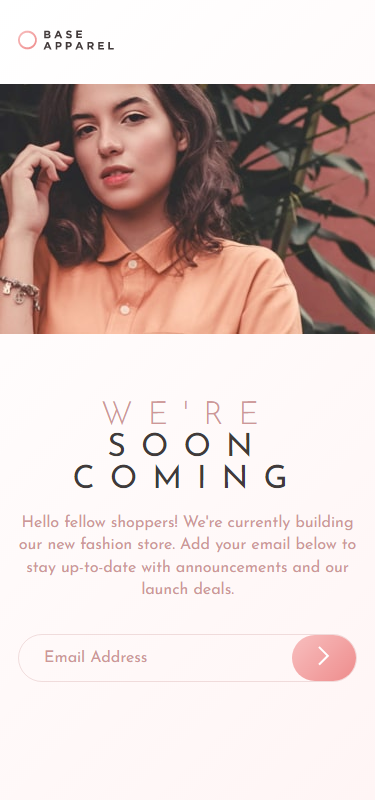 BASE
APPAREL
WE'RE
SOON
COMING
Hello fellow shoppers! We're currently building
our new fashion store. Add your email below to
stay up-to-date with announcements and our
launch deals.
Email Address